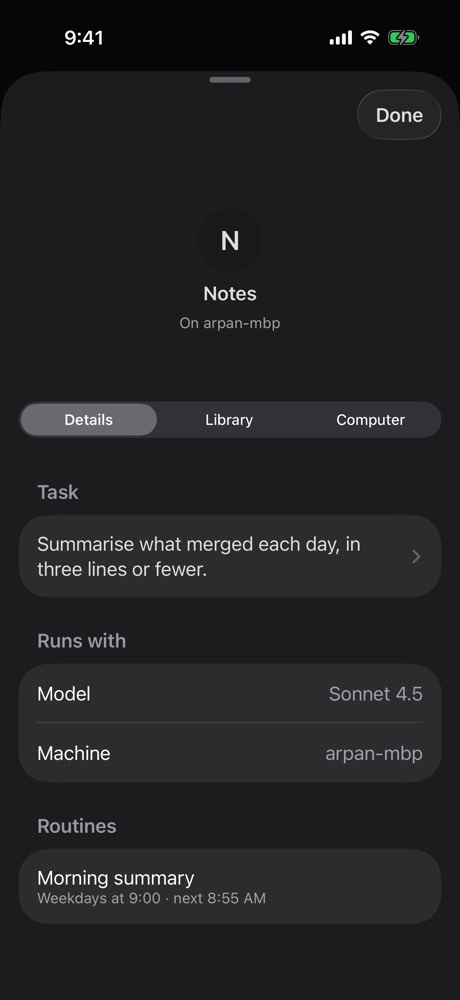 9:41
Done
N
Notes
On arpan-mbp
Details
Library
Computer
Task
Summarise what merged each day, in
three lines or fewer.
Runs with
Model
Sonnet 4.5
Machine
arpan-mbp
Routines
Morning summary
Weekdays at 9:00 · next 8:55 AM